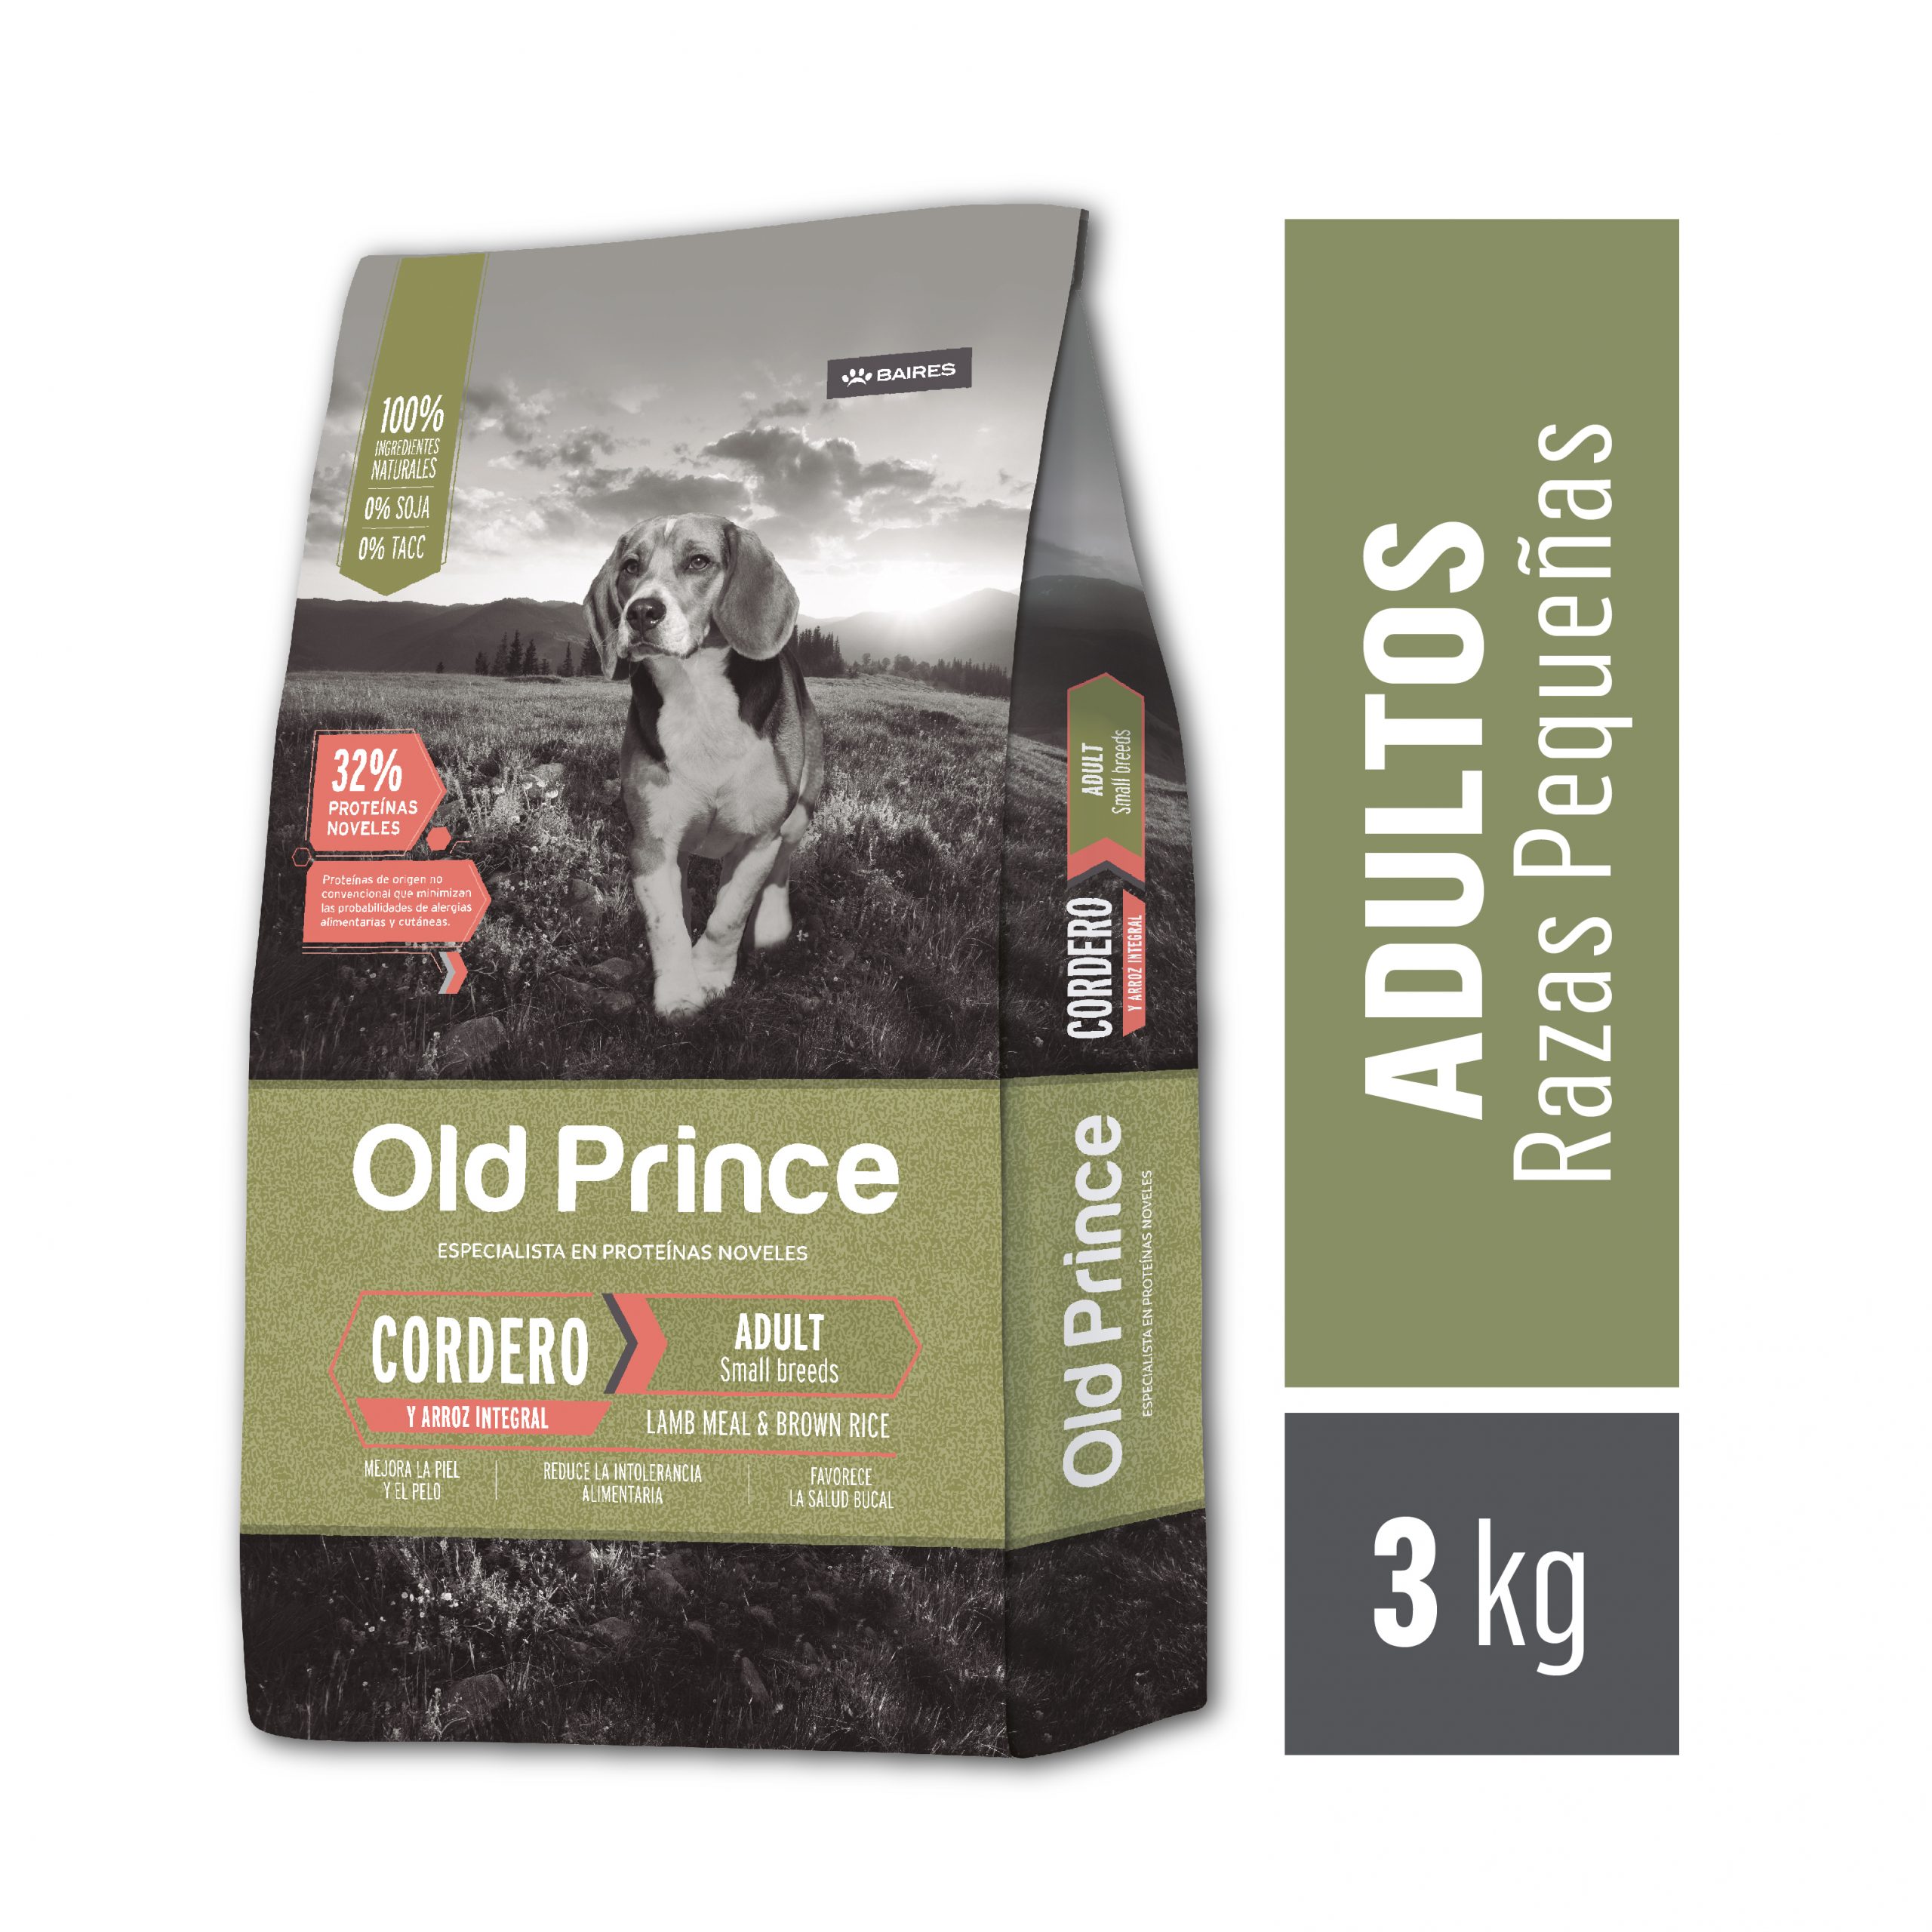 BAIRES
100%
INGREDIENTES
NATURALES
0% SOJA
0% TACC
32%
PROTEÍNAS
NOVELES
Proteínas de origen no
convencional que minimizan
las probabilidades de alergias
alimentarias y cutáneas.
Old Prince
ESPECIALISTA EN PROTEÍNAS NOVELES
CORDERO
Y ARROZ INTEGRAL
ADULT
Small breeds
LAMB MEAL & BROWN RICE
MEJORA LA PIEL
Y EL PELO
REDUCE LA INTOLERANCIA
ALIMENTARIA
FAVORECE
LA SALUD BUCAL
ADULT
Small breeds
CORDERO
Y ARROZ INTEGRAL
Old Prince
ESPECIALISTA EN PROTEÍNAS NOVELES
ADULTOS
Razas Pequeñas
3 kg